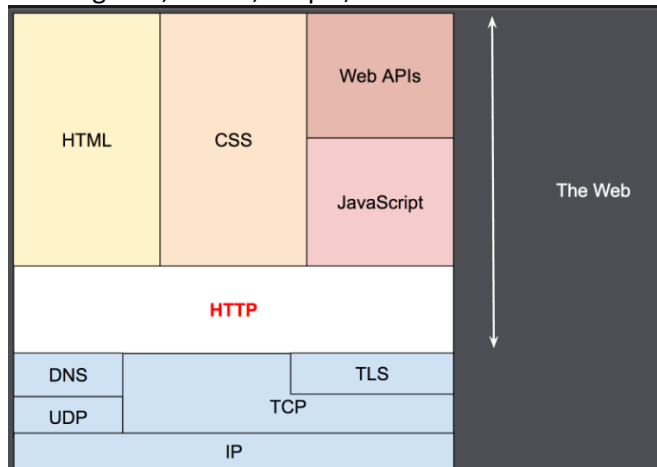 Web APIs
HTML
CSS
JavaScript
The Web
HTTP
DNS
TLS
UDP
TCP
IP